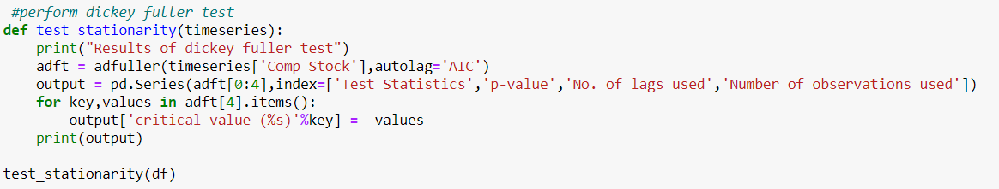 #perform dickey fuller test
def test_stationarity(timeseries):
    print("Results of dickey fuller test")
    adft = adfuller(timeseries['Comp Stock'],autolag='AIC')
    output = pd.Series(adft[0:4],index=['Test Statistics','p-value','No. of lags used','Number of observations used'])
    for key,values in adft[4].items():
        output['critical value (%s)'%key] =  values
    print(output)

test_stationarity(df)